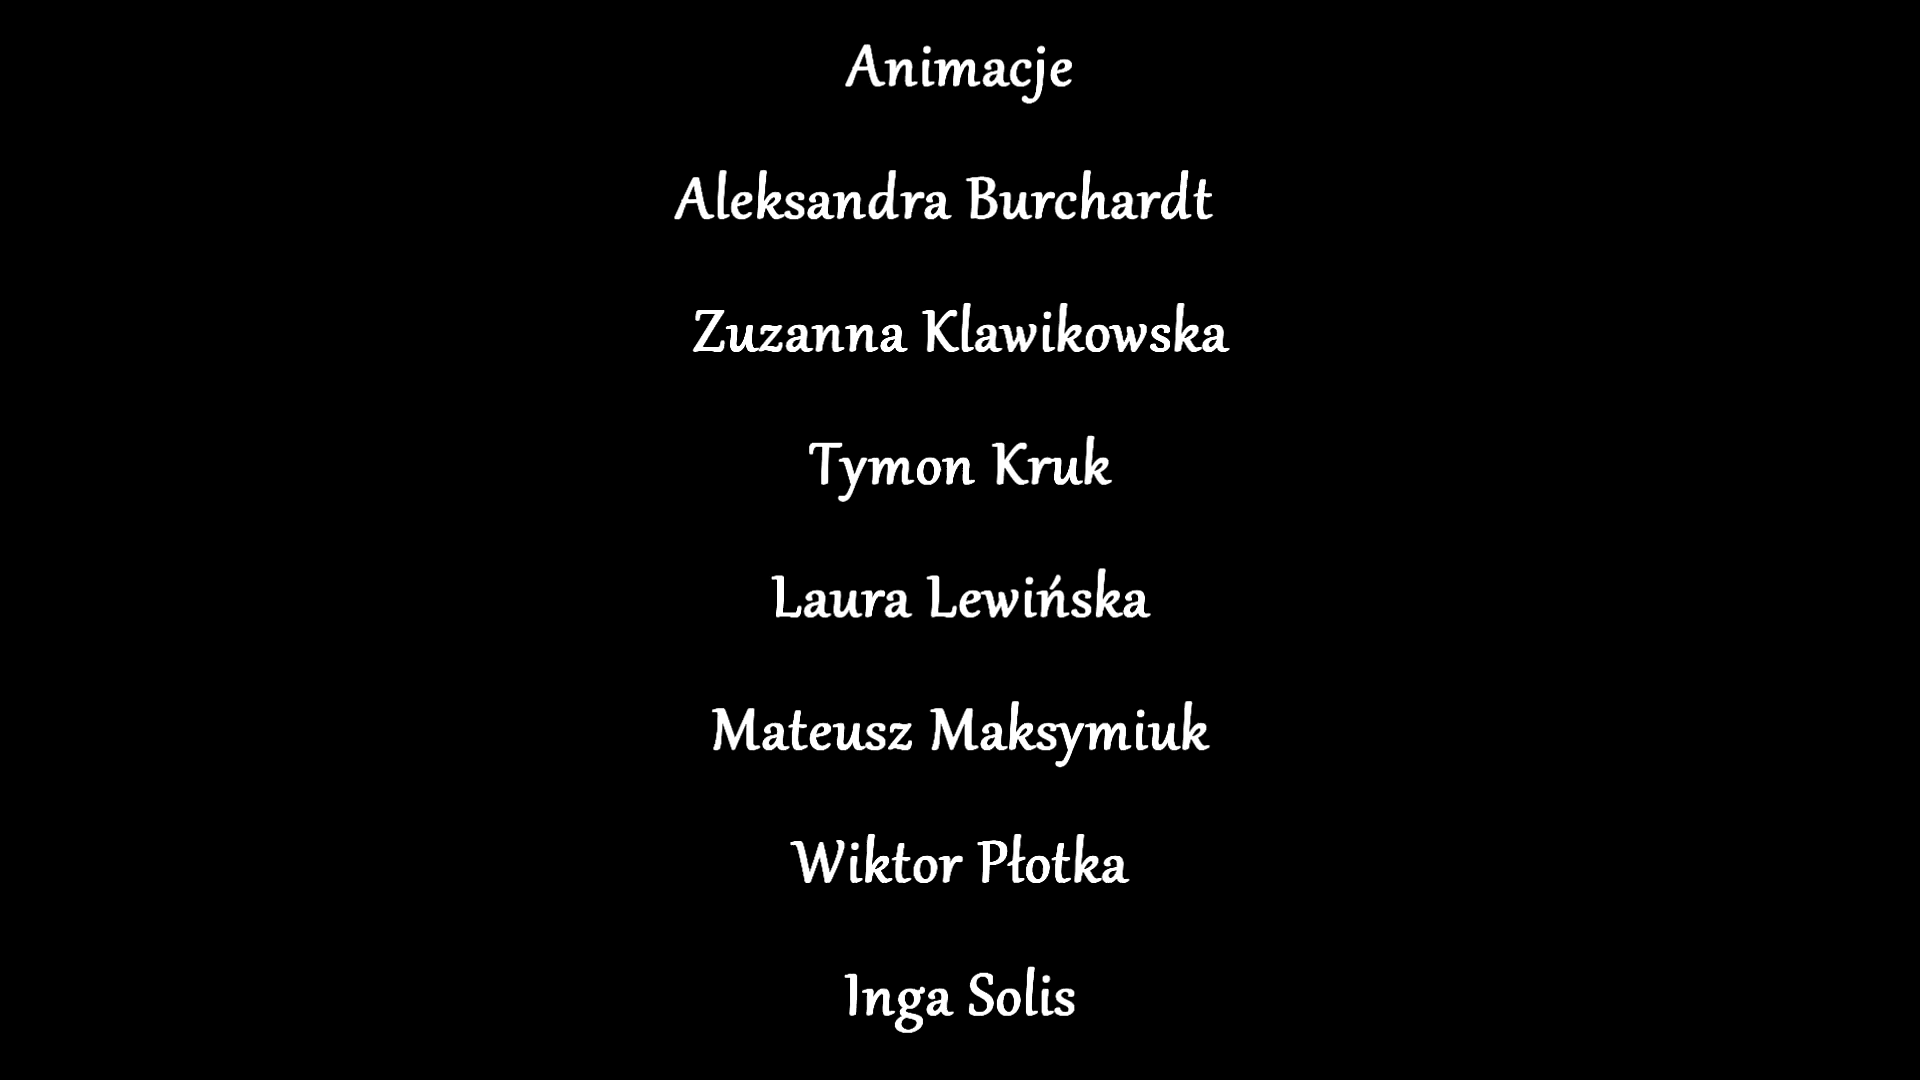 Animacje
Aleksandra Burchardt
Zuzanna Klawikowska
Tymon Kruk
Laura Lewińska
Mateusz Maksymiuk
Wiktor Płotka
Inga Solis